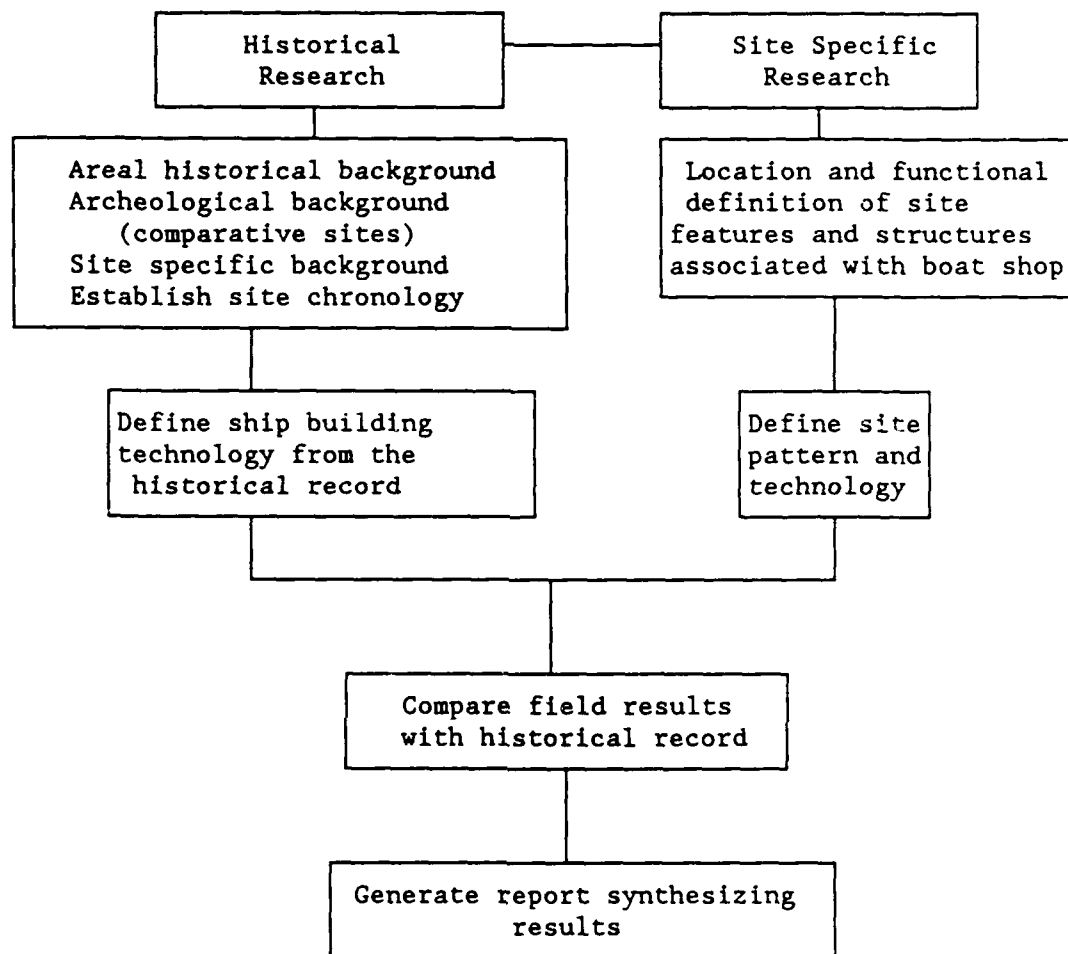 Historical
Research
Site Specific
Research
Areal historical background
Archeological background
(comparative sites)
Site specific background
Establish site chronology
Location and functional
definition of site
features and structures
associated with boat shop
Define ship building
technology from the
historical record
Define site
pattern and
technology
Compare field results
with historical record
Generate report synthesizing
results